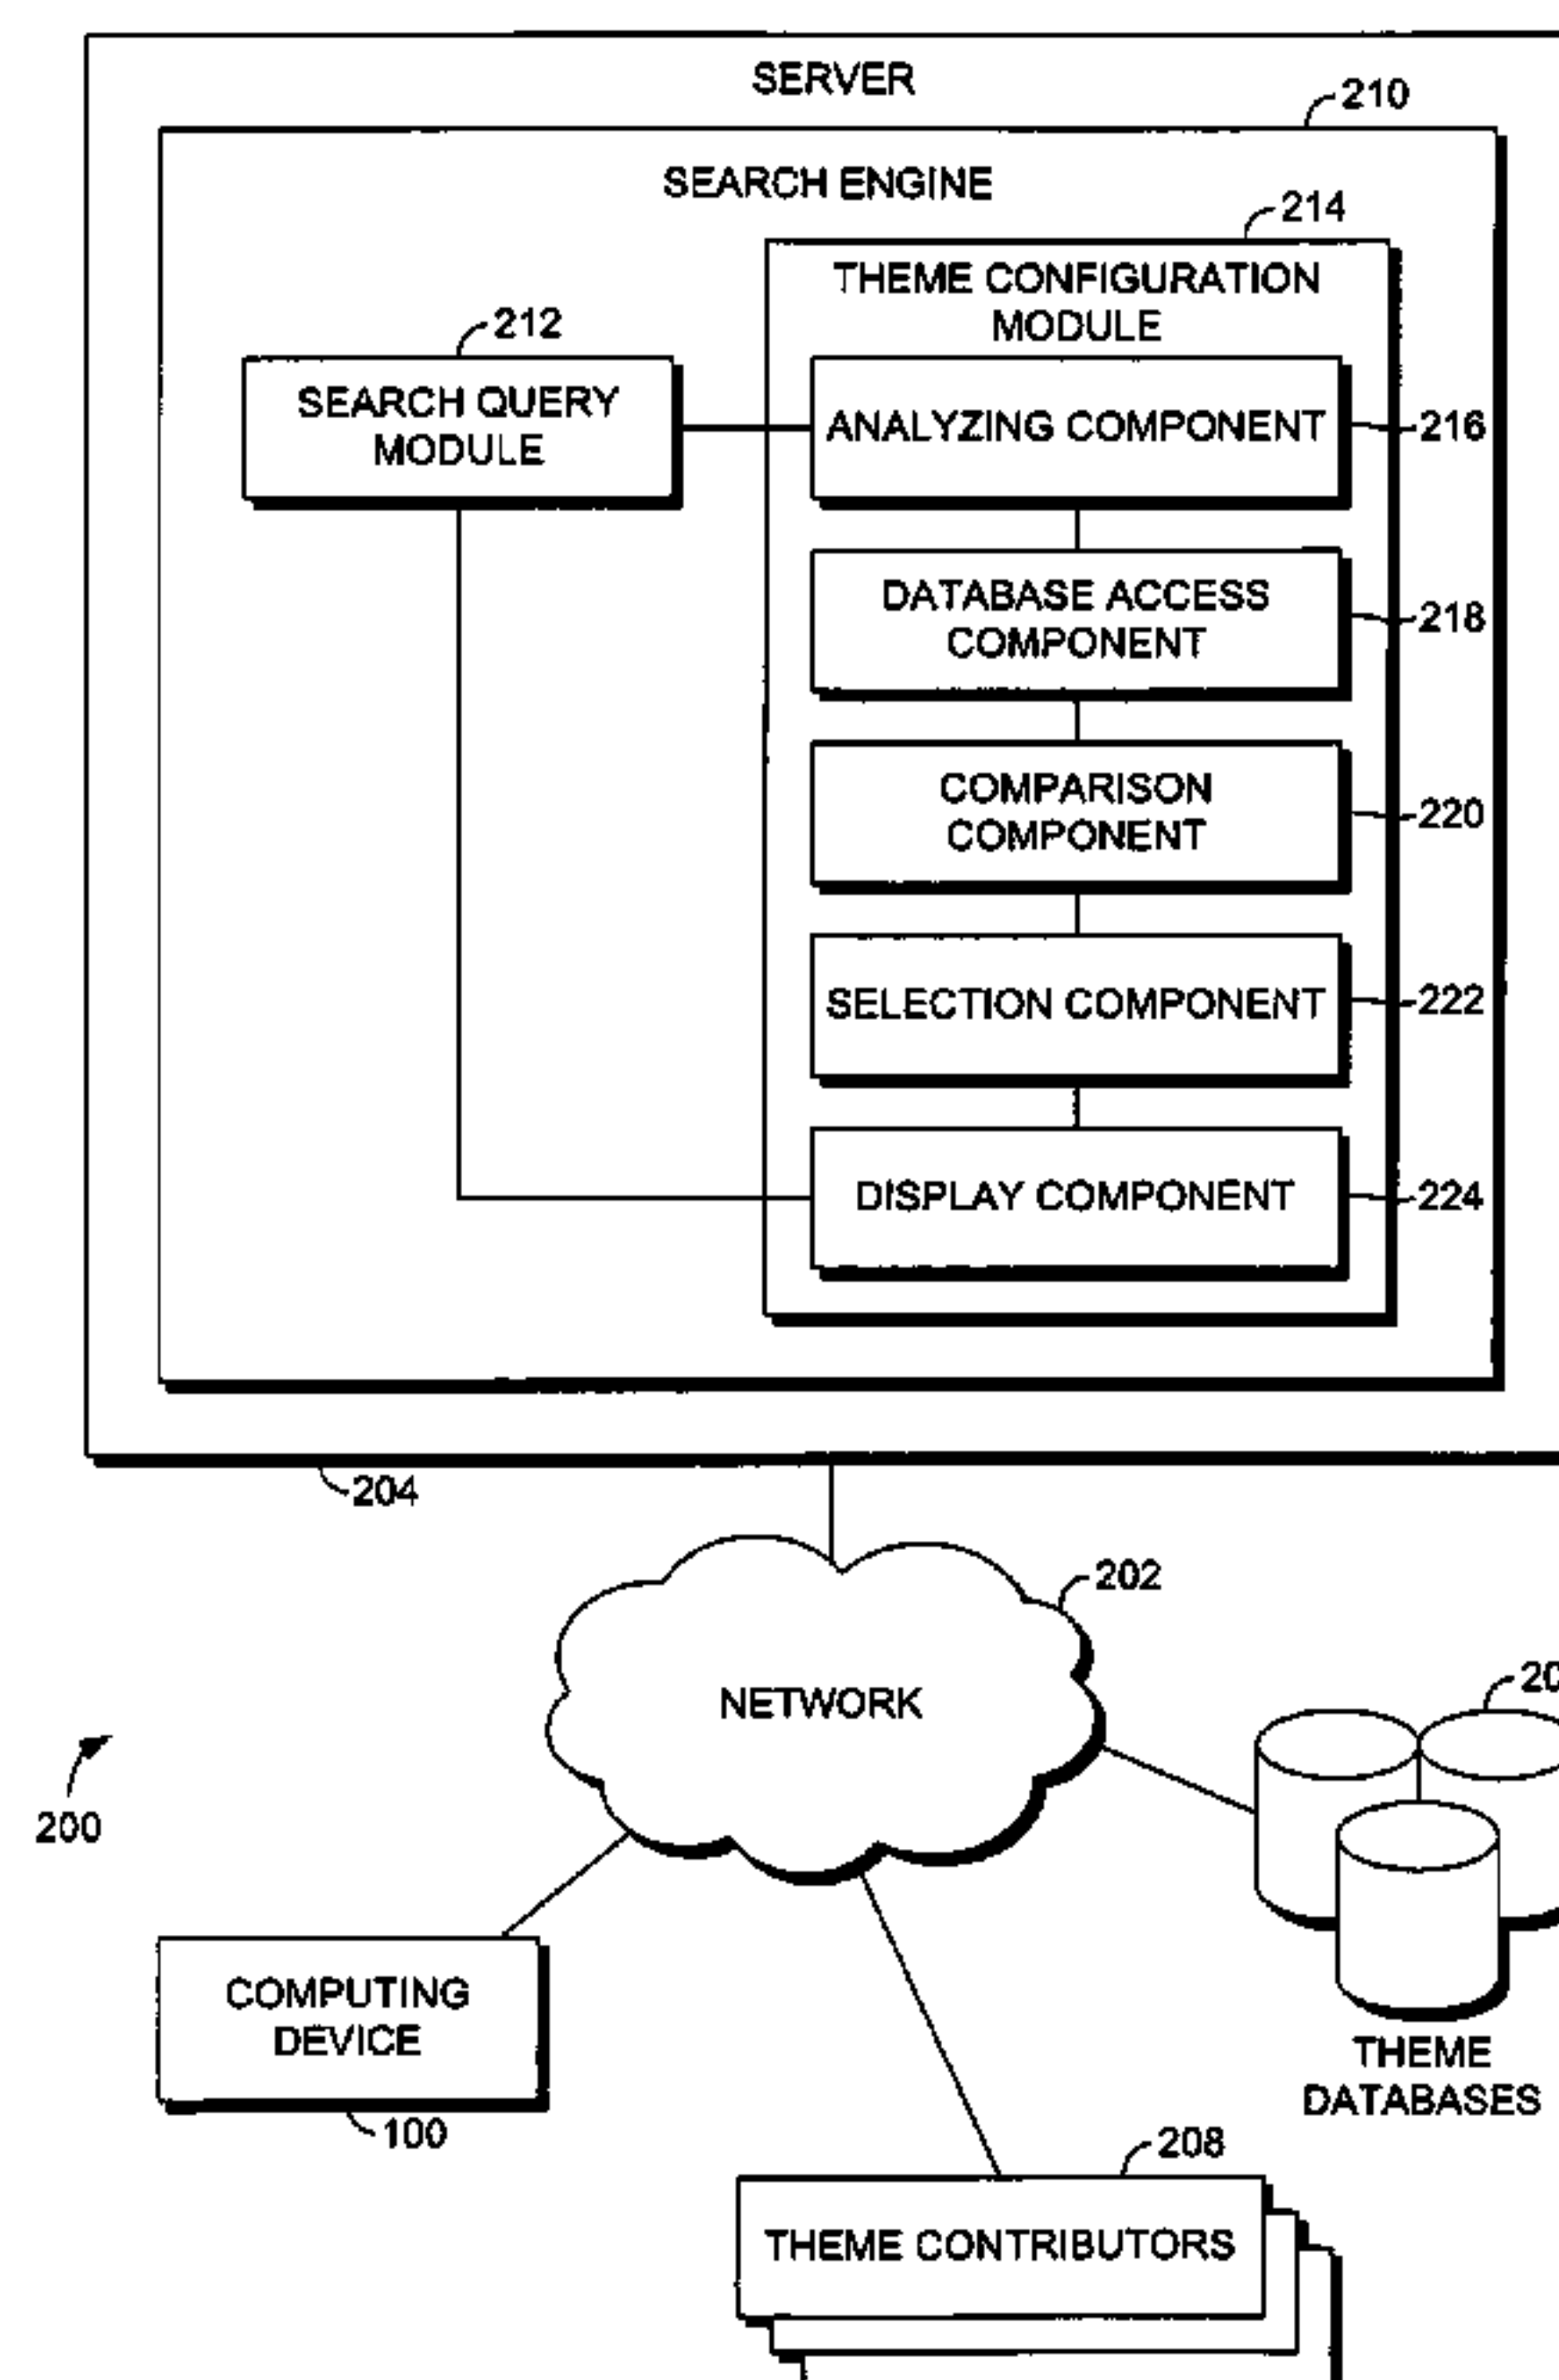 SERVER
210
SEARCH ENGINE
214
THEME CONFIGURATION
MODULE
212
SEARCH QUERY
MODULE
ANALYZING COMPONENT
216
DATABASE ACCESS
COMPONENT
218
COMPARISON
COMPONENT
220
SELECTION COMPONENT
222
DISPLAY COMPONENT
224
204
202
NETWORK
200
COMPUTING
DEVICE
100
THEME
DATABASES
208
THEME CONTRIBUTORS